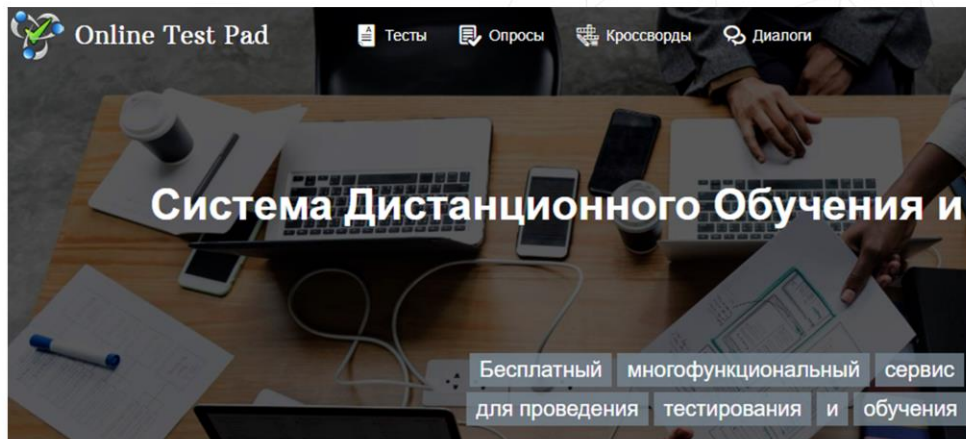 Online Test Pad Тесты Опросы Кроссворды Диалоги
Система Дистанционного Обучения и
Бесплатный многофункциональный сервис
для проведения тестирования и обучения